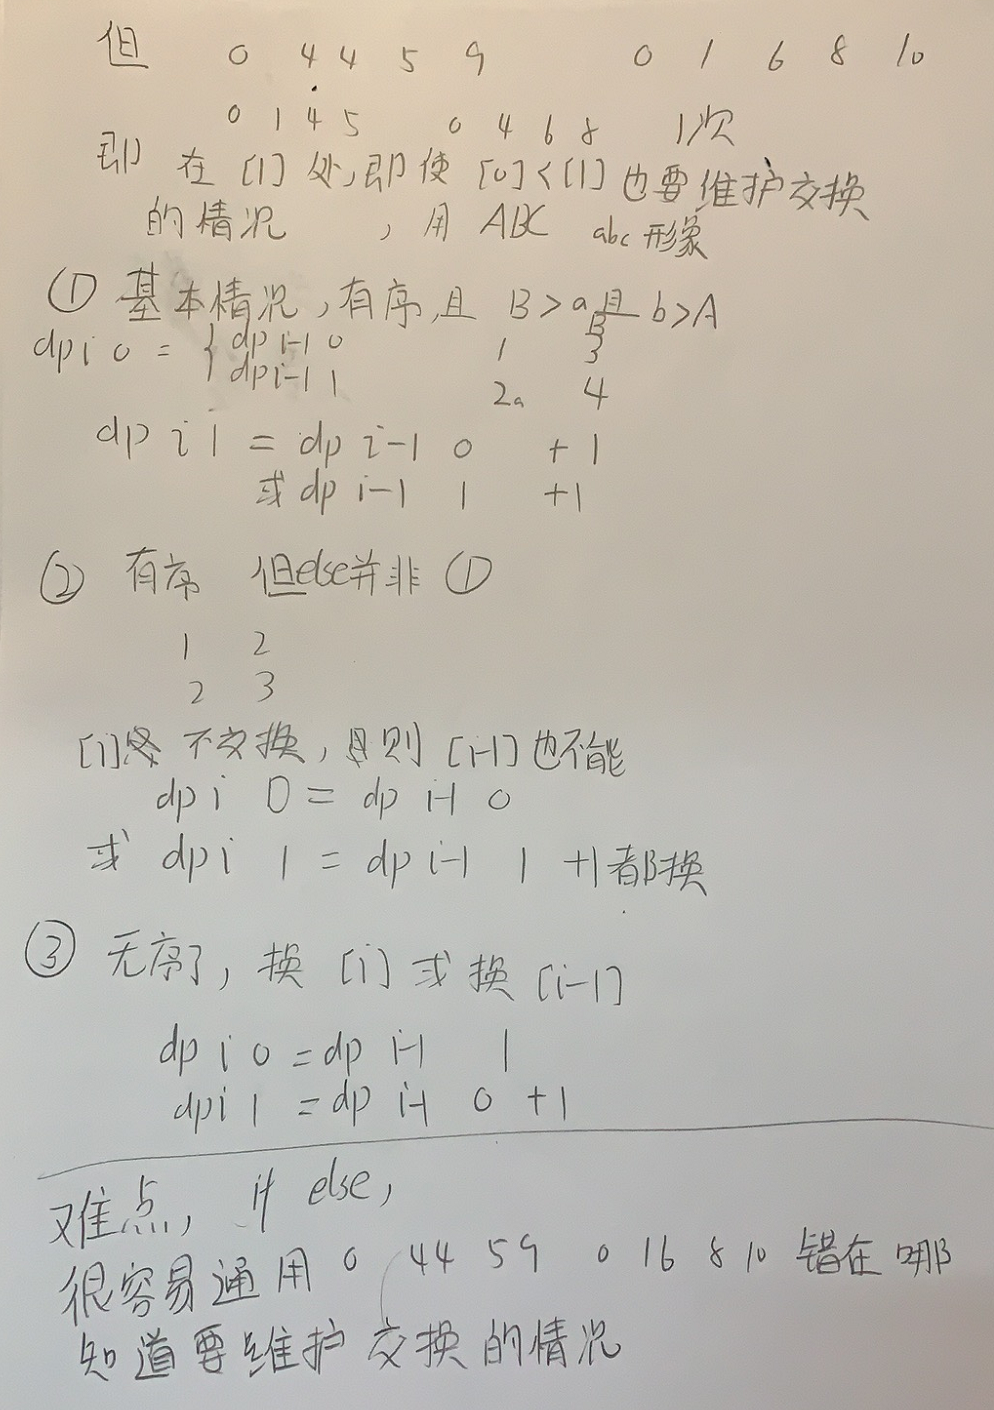 但 0 4 4 5 9 0 1 6 8 10
0 1 4 5 0 4 6 8 1次
即 在 [1] 处,即使 [0]<[1] 也要维护交换
的情况 , 用 ABC abc 形象
① 基本情况,有序,且 B>a且 b>A
dp i 0 = { dp i-1 0 1 B 3
dp i-1 1 2a 4
dp i 1 = dp i-1 0 +1
或 dp i-1 1 +1
② 有序 但else并非 ①
1 2
2 3
[i] 不交换, 则 [i-1] 也不能
dp i 0 = dp i-1 0
或 dp i 1 = dp i-1 1 +1 都换
③ 无序了, 换 [i] 或 换 [i-1]
dp i 0 = dp i-1 1
dp i 1 = dp i-1 0 +1
难点, if else,
很容易通用 0 4 4 5 9 0 1 6 8 10 错在哪
知道要维护交换的情况